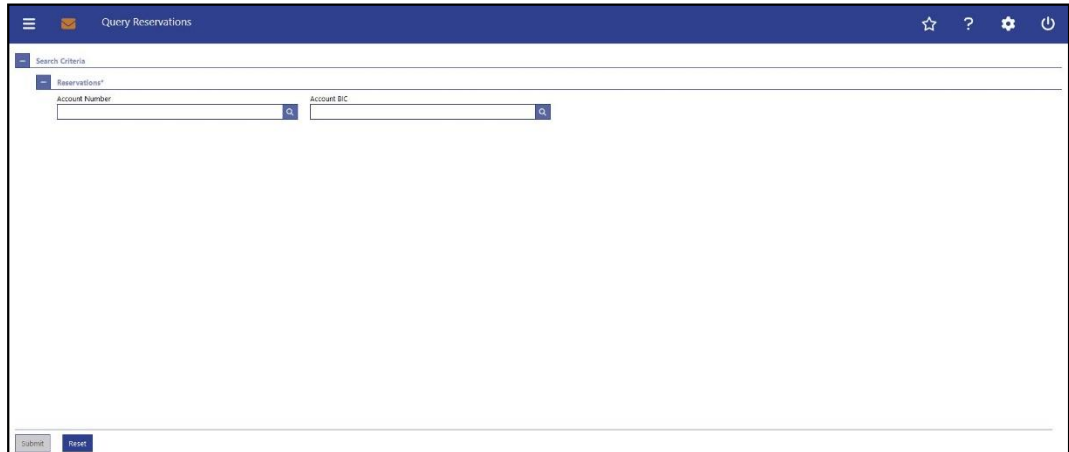 Query Reservations
?
Search Criteria
Reservations*
Account Number Account BIC
Submit Reset